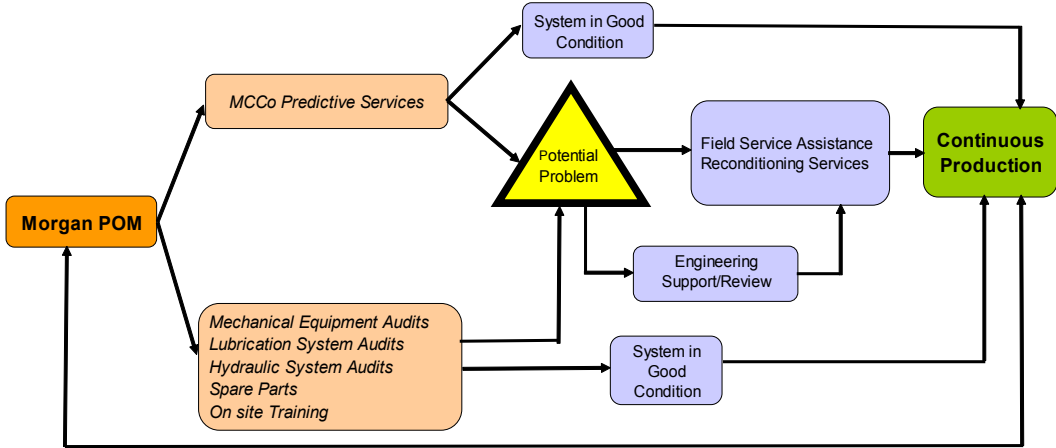 System in Good
Condition
MCCo Predictive Services
Potential
Problem
Field Service Assistance
Reconditioning Services
Continuous
Production
Morgan POM
Engineering
Support/Review
Mechanical Equipment Audits
Lubrication System Audits
Hydraulic System Audits
Spare Parts
On site Training
System in
Good
Condition